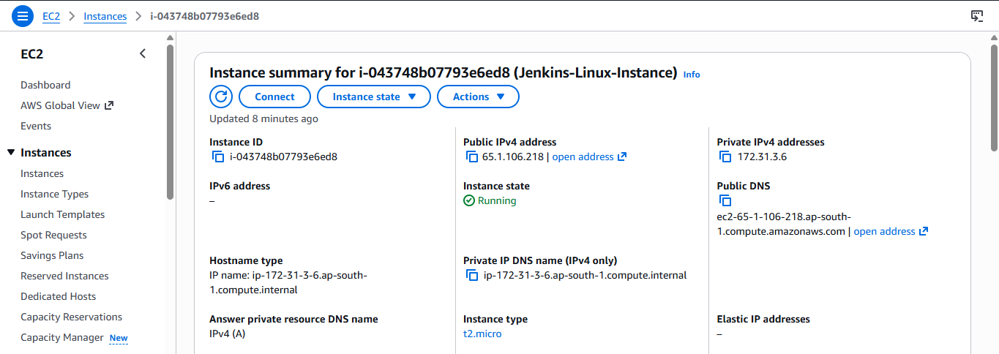 EC2 > Instances > i-043748b07793e6ed8
EC2
Dashboard
AWS Global View
Events
Instances
Instances
Instance Types
Launch Templates
Spot Requests
Savings Plans
Reserved Instances
Dedicated Hosts
Capacity Reservations
Capacity Manager New
Instance summary for i-043748b07793e6ed8 (Jenkins-Linux-Instance) Info
Connect
Instance state
Actions
Updated 8 minutes ago
Instance ID
i-043748b07793e6ed8
Public IPv4 address
65.1.106.218 | open address
Private IPv4 addresses
172.31.3.6
IPv6 address
–
Instance state
Running
Public DNS
ec2-65-1-106-218.ap-south-
1.compute.amazonaws.com | open address
Hostname type
IP name: ip-172-31-3-6.ap-south-
1.compute.internal
Private IP DNS name (IPv4 only)
ip-172-31-3-6.ap-south-1.compute.internal
Answer private resource DNS name
IPv4 (A)
Instance type
t2.micro
Elastic IP addresses
–